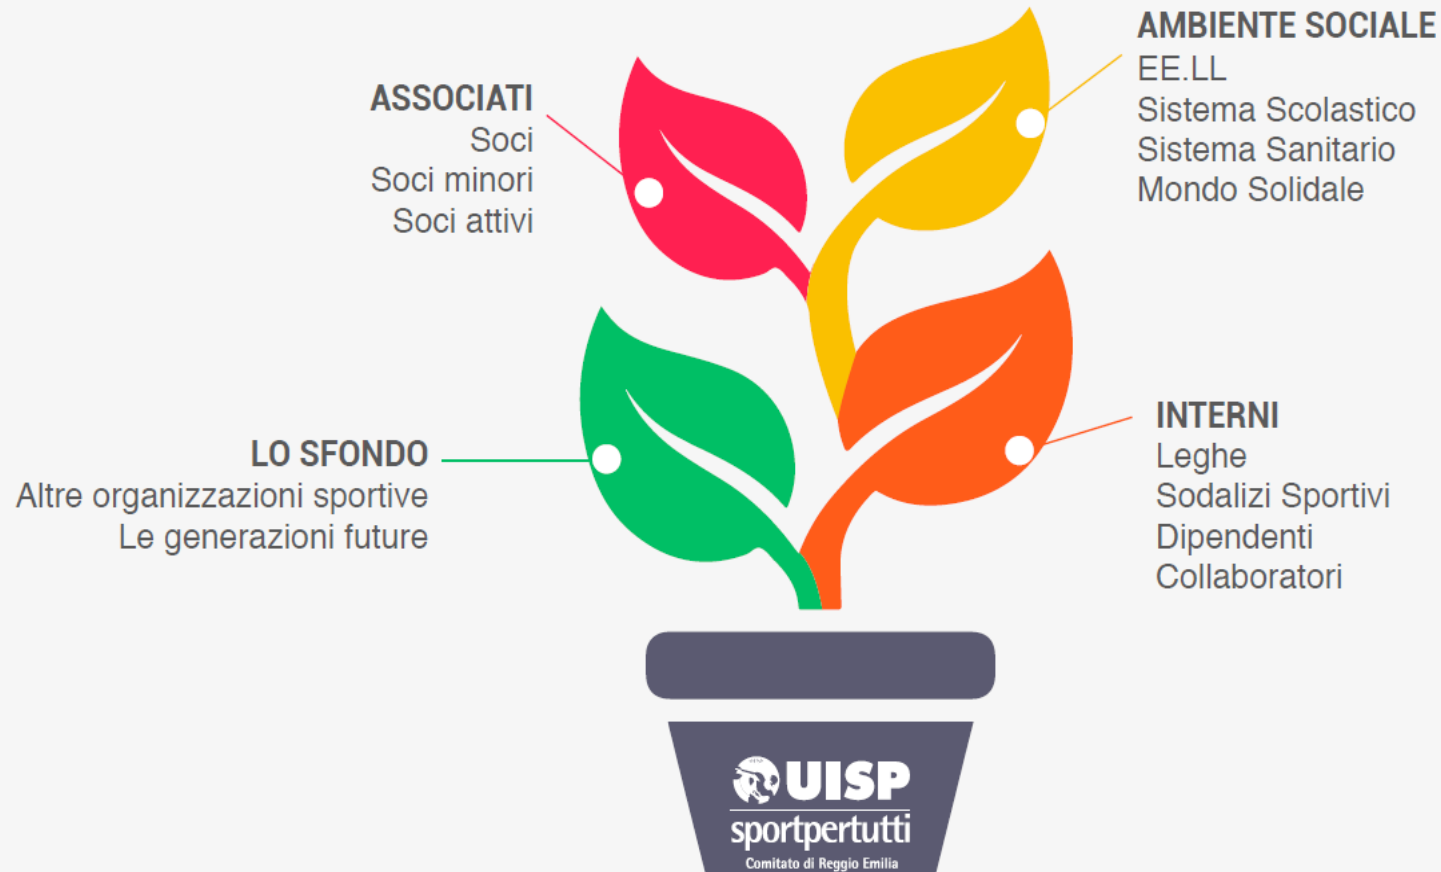 ASSOCIATI
Soci
Soci minori
Soci attivi
AMBIENTE SOCIALE
EE.LL
Sistema Scolastico
Sistema Sanitario
Mondo Solidale
LO SFONDO
Altre organizzazioni sportive
Le generazioni future
INTERNI
Leghe
Sodalizi Sportivi
Dipendenti
Collaboratori
UISP
sportpertutti
Comitato di Reggio Emilia